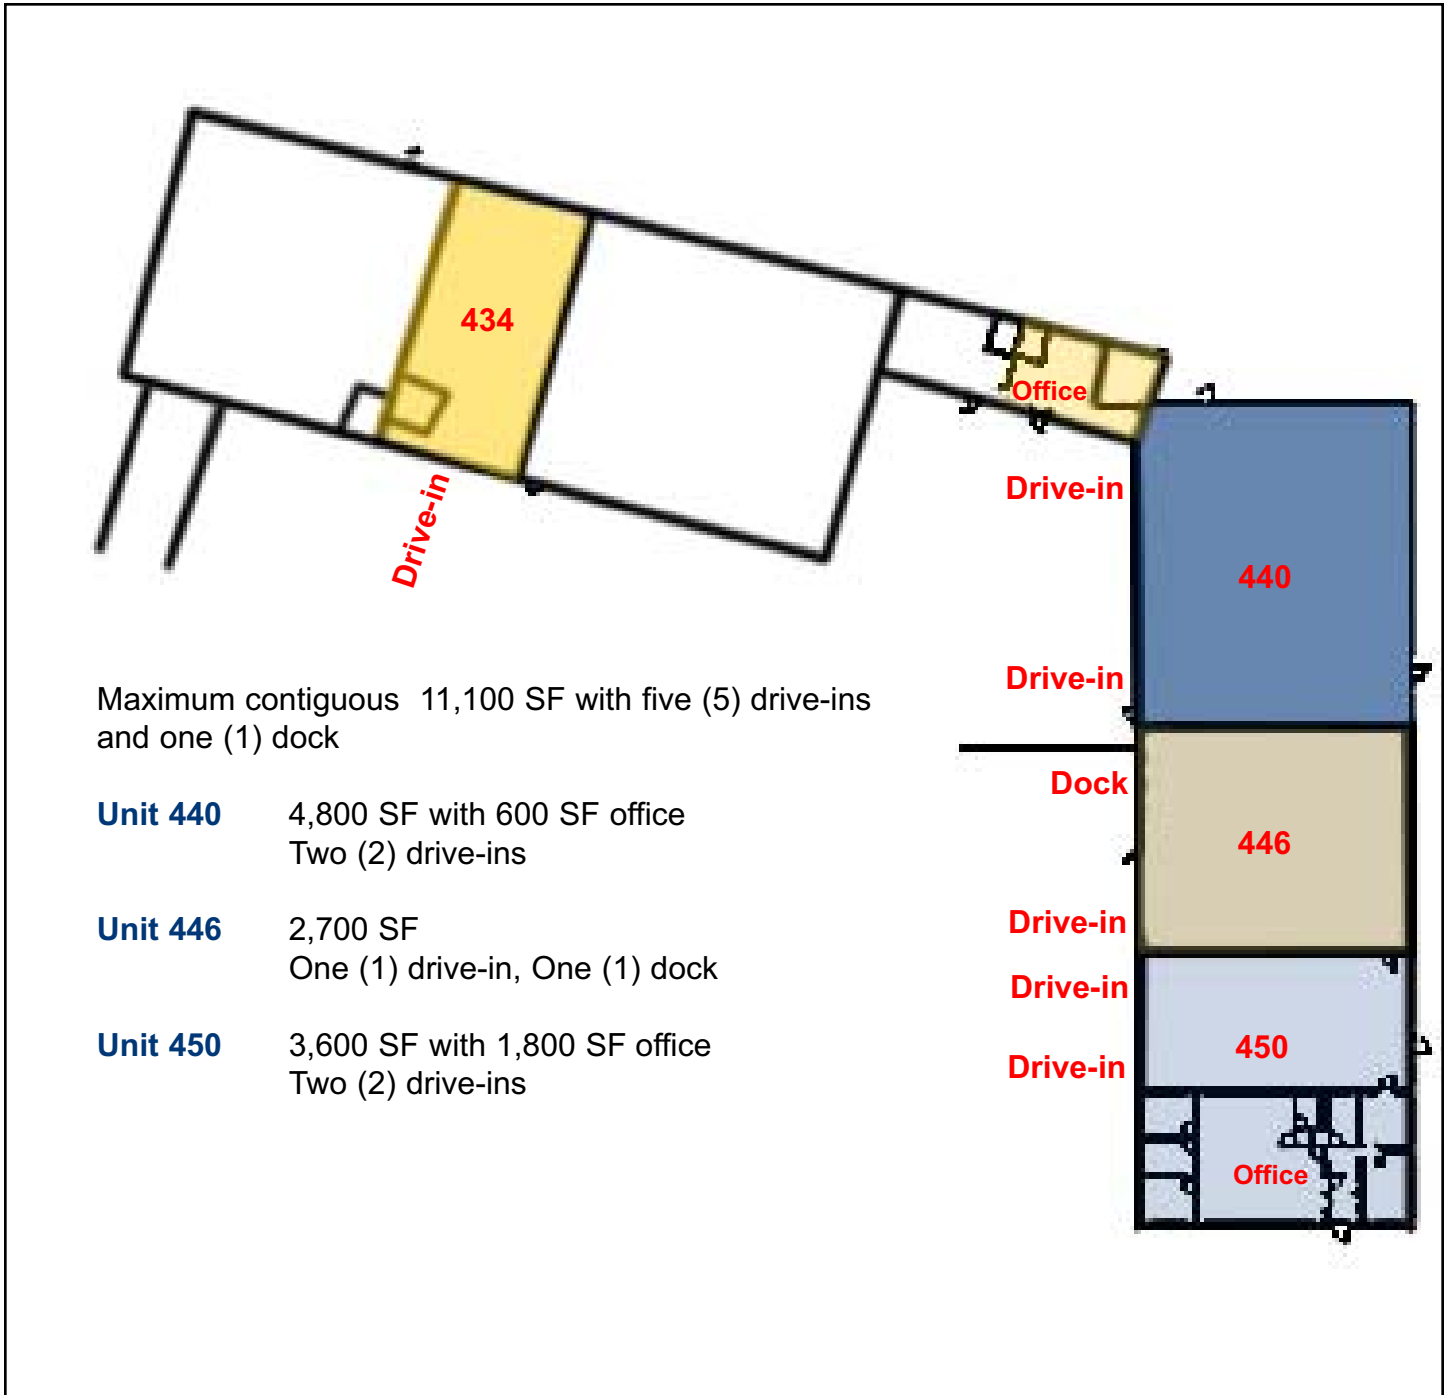 434
Office
Drive-in
Drive-in
440
Drive-in
Maximum contiguous 11,100 SF with five (5) drive-ins
and one (1) dock
Dock
Unit 440 4,800 SF with 600 SF office
Two (2) drive-ins
446
Unit 446 2,700 SF
One (1) drive-in, One (1) dock
Drive-in
Drive-in
Unit 450 3,600 SF with 1,800 SF office
Two (2) drive-ins
450
Drive-in
Office